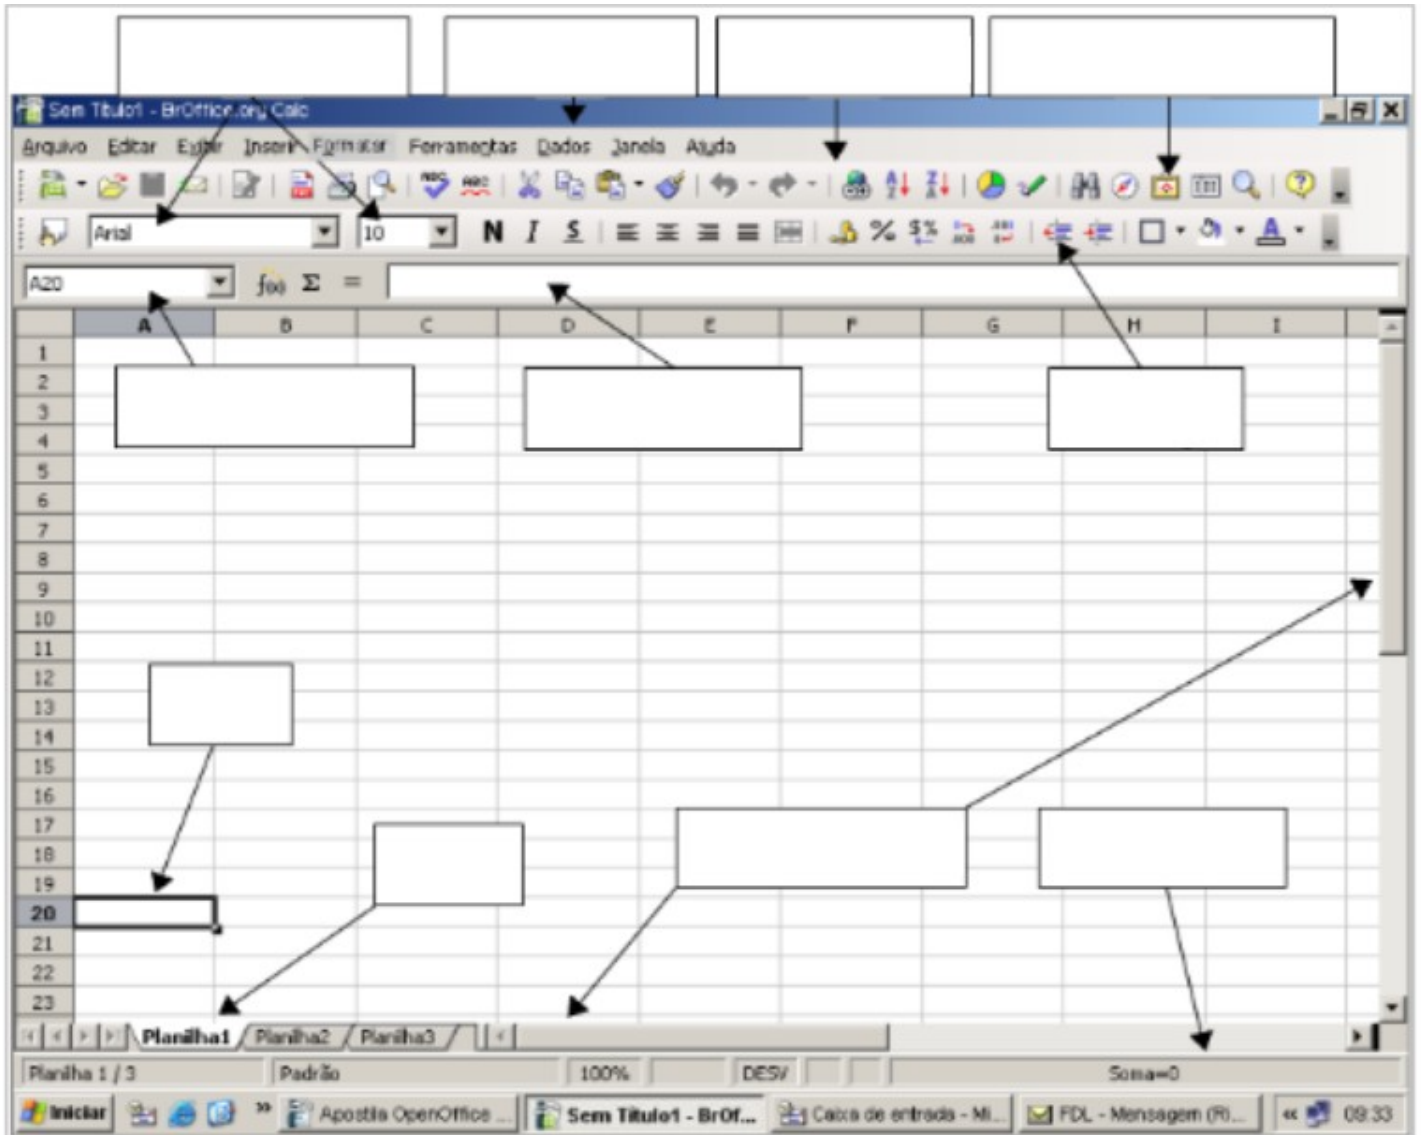 Sem Título1 - BrOffice.org Calc
Arquivo Editar Exibir Inserir Formatar Ferramentas Dados Janela Ajuda
ABC ABC
Arial 10 N I S % $%
A20 f(x) Σ =
A B C D E F G H I
1
2
3
4
5
6
7
8
9
10
11
12
13
14
15
16
17
18
19
20
21
22
23
Planilha1 Planilha2 Planilha3
Planilha 1 / 3 Padrão 100% DESV Soma=0
Iniciar » Apostila OpenOffice ... Sem Título1 - BrOf... Caixa de entrada - Mi... FDL - Mensagem (Ri... « 09:33